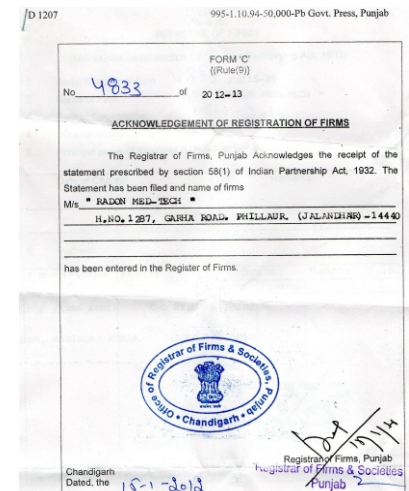 D 1207
995-1.10.94-50,000-Pb Govt. Press, Punjab
FORM 'C'
{(Rule(9)}
No 4833 of 2012-13
ACKNOWLEDGEMENT OF REGISTRATION OF FIRMS
The Registrar of Firms, Punjab Acknowledges the receipt of the
statement prescribed by section 58(1) of Indian Partnership Act, 1932. The
Statement has been filed and name of firms
M/s " RADON MED-TECH "
H.NO.1287, GARHA ROAD. PHILLAUR. (JALANDHAR)-14440
has been entered in the Register of Firms.
Office of Registrar of Firms & Societies, Punjab
Chandigarh
Registrar of Firms, Punjab
Registrar of Firms & Societies
Punjab
Chandigarh
Dated, the